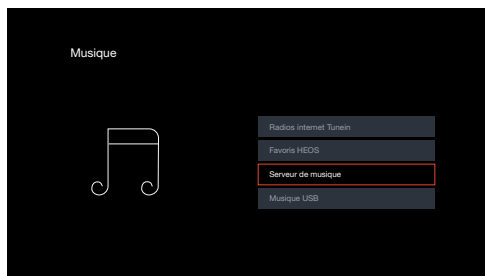 Musique
Radios internet Tunein
Favoris HEOS
Serveur de musique
Musique USB